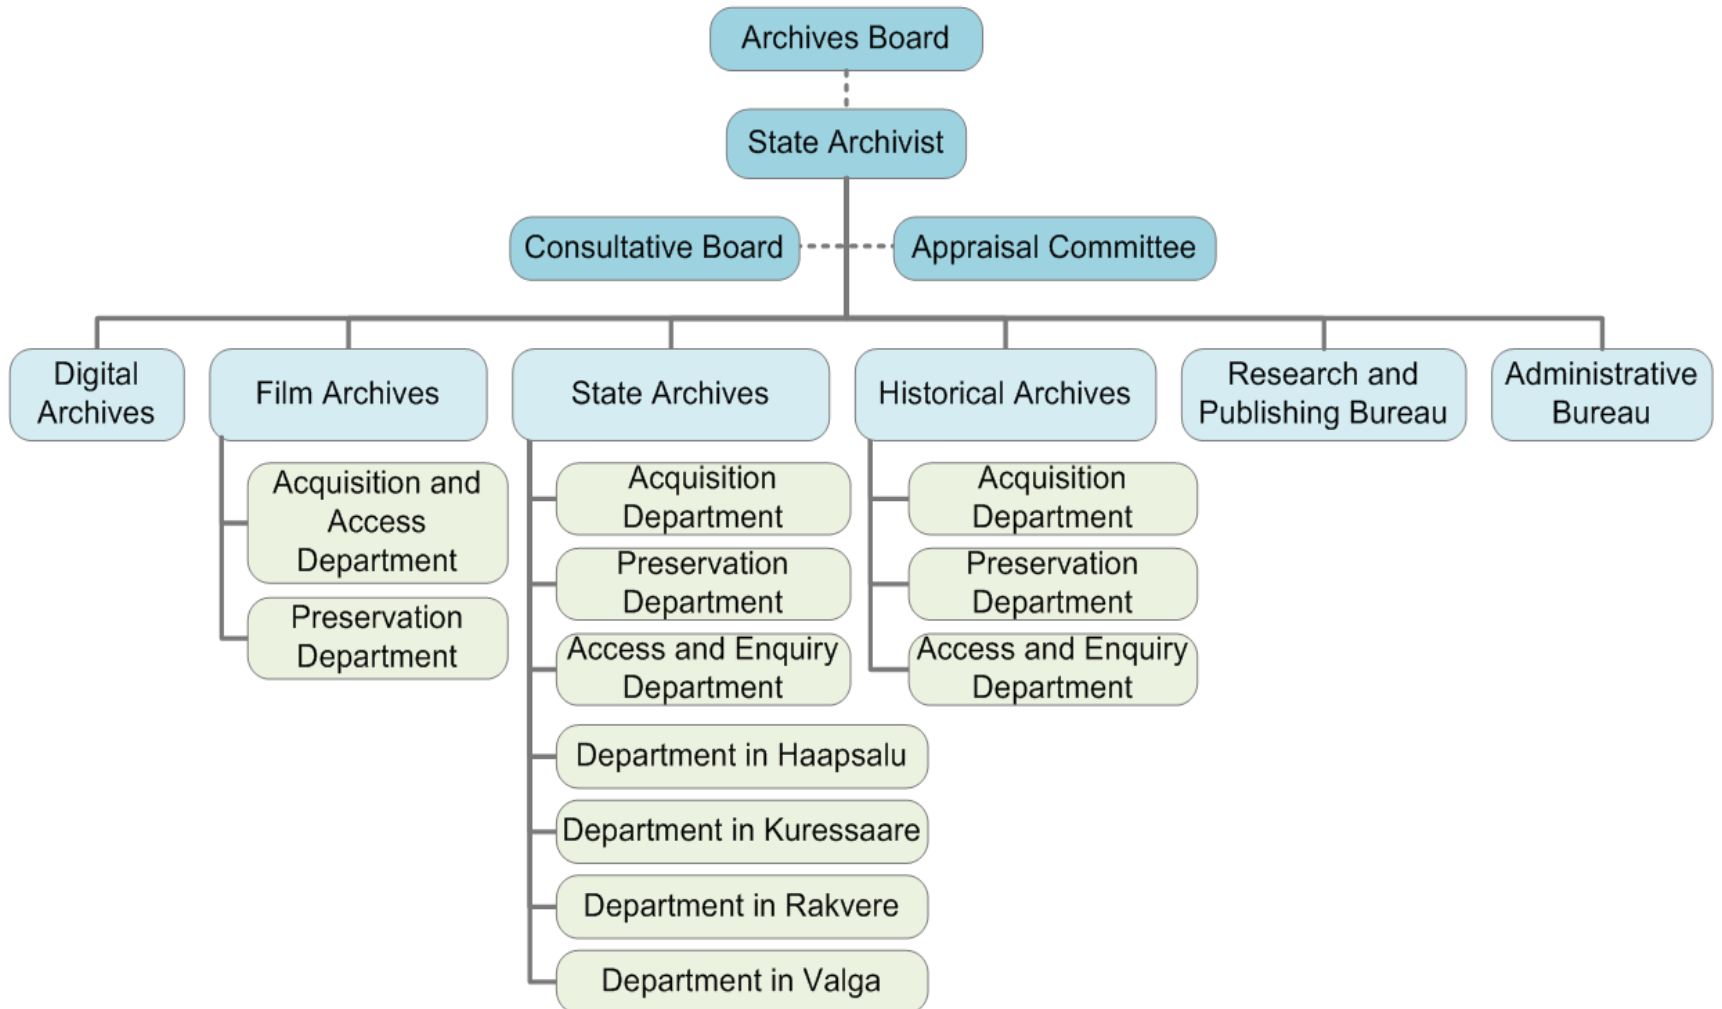 Archives Board
State Archivist
Consultative Board
Appraisal Committee
Digital
Archives
Film Archives
State Archives
Historical Archives
Research and
Publishing Bureau
Administrative
Bureau
Acquisition and
Access
Department
Preservation
Department
Acquisition
Department
Preservation
Department
Access and Enquiry
Department
Department in Haapsalu
Department in Kuressaare
Department in Rakvere
Department in Valga
Acquisition
Department
Preservation
Department
Access and Enquiry
Department